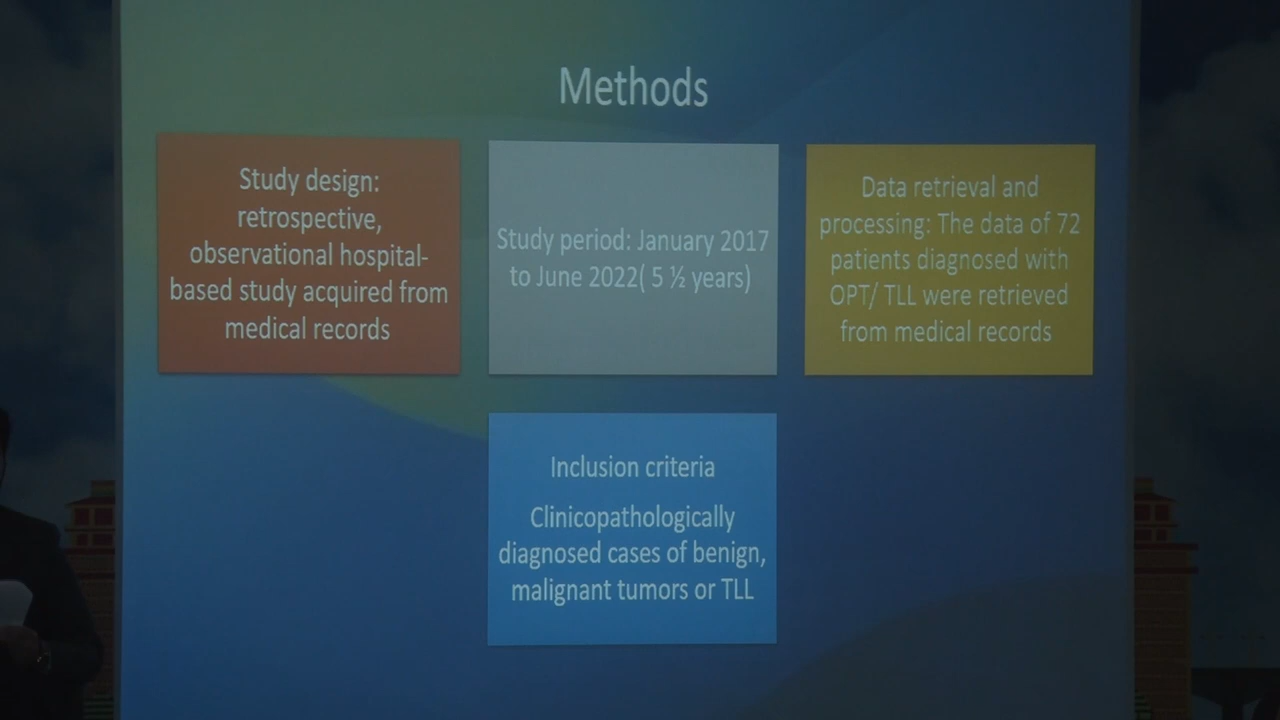 Methods
Study design:
retrospective,
observational hospital-
based study acquired from
medical records
Study period: January 2017
to June 2022( 5 ½ years)
Data retrieval and
processing: The data of 72
patients diagnosed with
OPT/ TLL were retrieved
from medical records
Inclusion criteria
Clinicopathologically
diagnosed cases of benign,
malignant tumors or TLL